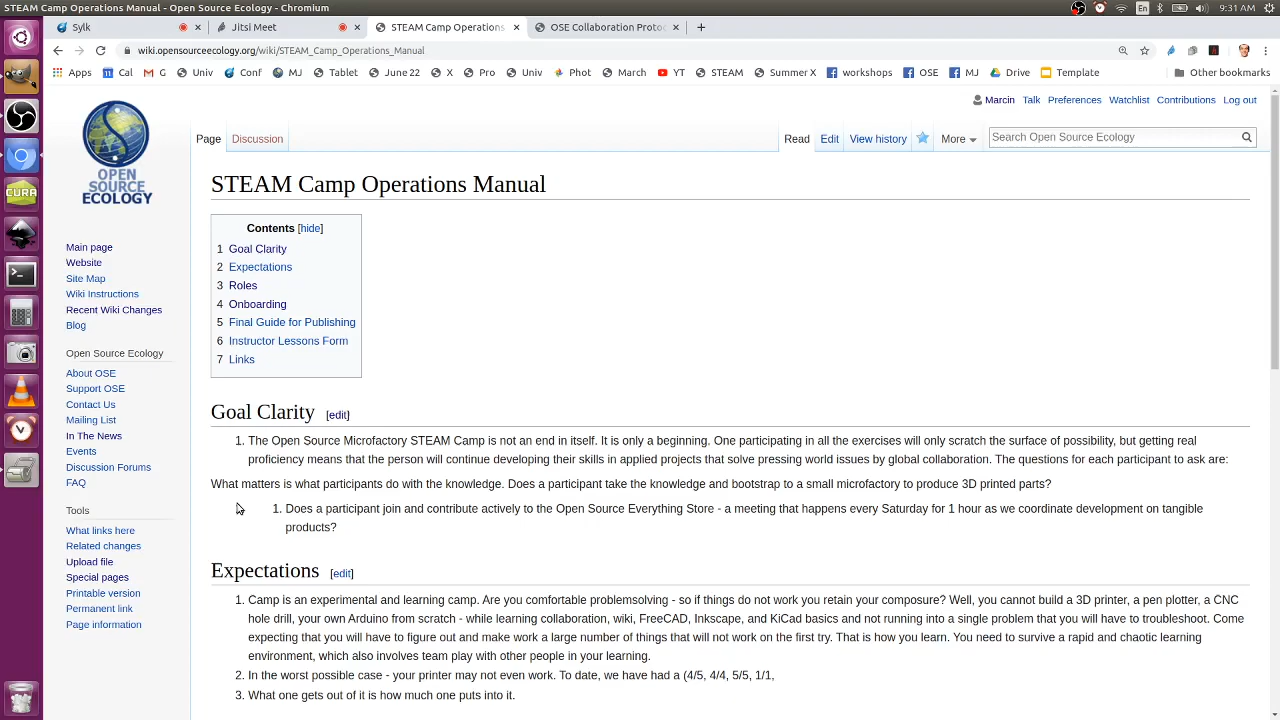 STEAM Camp Operations Manual - Open Source Ecology - Chromium
En
9:31 AM
Sylk
Jitsi Meet
STEAM Camp Operations
OSE Collaboration Proto
wiki.opensourceecology.org/wiki/STEAM_Camp_Operations_Manual
Apps Cal G Univ Conf MJ Tablet June 22 X Pro Univ Phot March YT STEAM Summer X workshops OSE MJ Drive Template Other bookmarks
Marcin Talk Preferences Watchlist Contributions Log out
Page Discussion Read Edit View history More Search Open Source Ecology
OPEN
SOURCE
ECOLOGY
CURA
Main page
Website
Site Map
Wiki Instructions
Recent Wiki Changes
Blog
Open Source Ecology
About OSE
Support OSE
Contact Us
Mailing List
In The News
Events
Discussion Forums
FAQ
Tools
What links here
Related changes
Upload file
Special pages
Printable version
Permanent link
Page information
STEAM Camp Operations Manual
Contents [hide]
1 Goal Clarity
2 Expectations
3 Roles
4 Onboarding
5 Final Guide for Publishing
6 Instructor Lessons Form
7 Links
Goal Clarity [edit]
1. The Open Source Microfactory STEAM Camp is not an end in itself. It is only a beginning. One participating in all the exercises will only scratch the surface of possibility, but getting real
proficiency means that the person will continue developing their skills in applied projects that solve pressing world issues by global collaboration. The questions for each participant to ask are:
What matters is what participants do with the knowledge. Does a participant take the knowledge and bootstrap to a small microfactory to produce 3D printed parts?
1. Does a participant join and contribute actively to the Open Source Everything Store - a meeting that happens every Saturday for 1 hour as we coordinate development on tangible
products?
Expectations [edit]
1. Camp is an experimental and learning camp. Are you comfortable problemsolving - so if things do not work you retain your composure? Well, you cannot build a 3D printer, a pen plotter, a CNC
hole drill, your own Arduino from scratch - while learning collaboration, wiki, FreeCAD, Inkscape, and KiCad basics and not running into a single problem that you will have to troubleshoot. Come
expecting that you will have to figure out and make work a large number of things that will not work on the first try. That is how you learn. You need to survive a rapid and chaotic learning
environment, which also involves team play with other people in your learning.
2. In the worst possible case - your printer may not even work. To date, we have had a (4/5, 4/4, 5/5, 1/1,
3. What one gets out of it is how much one puts into it.